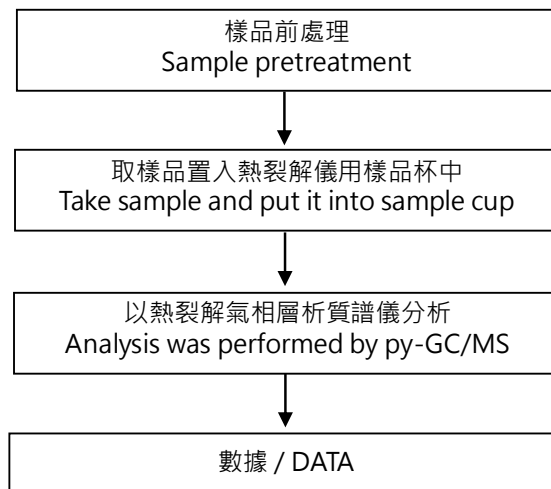 樣品前處理
Sample pretreatment
取樣品置入熱裂解儀用樣品杯中
Take sample and put it into sample cup
以熱裂解氣相層析質譜儀分析
Analysis was performed by py-GC/MS
數據 / DATA